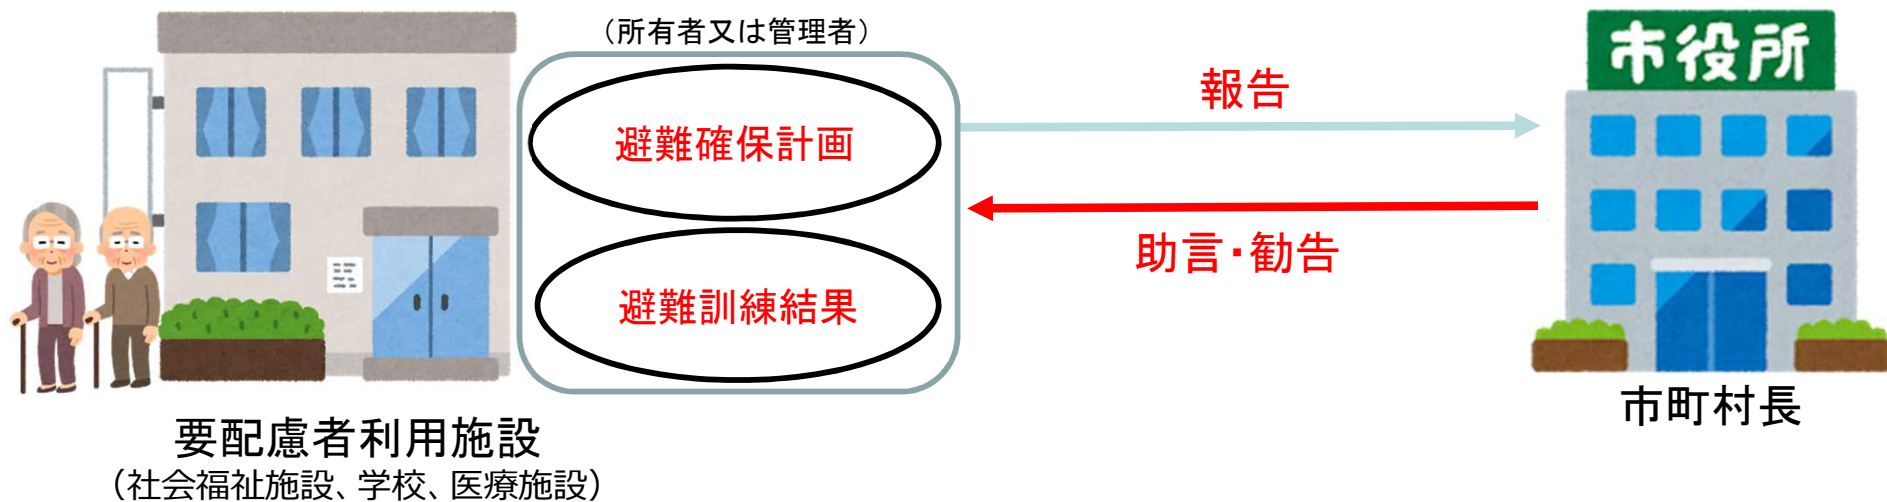 （所有者又は管理者）
避難確保計画
避難訓練結果
報告
助言・勧告
市役所
市町村長
要配慮者利用施設
（社会福祉施設、学校、医療施設）